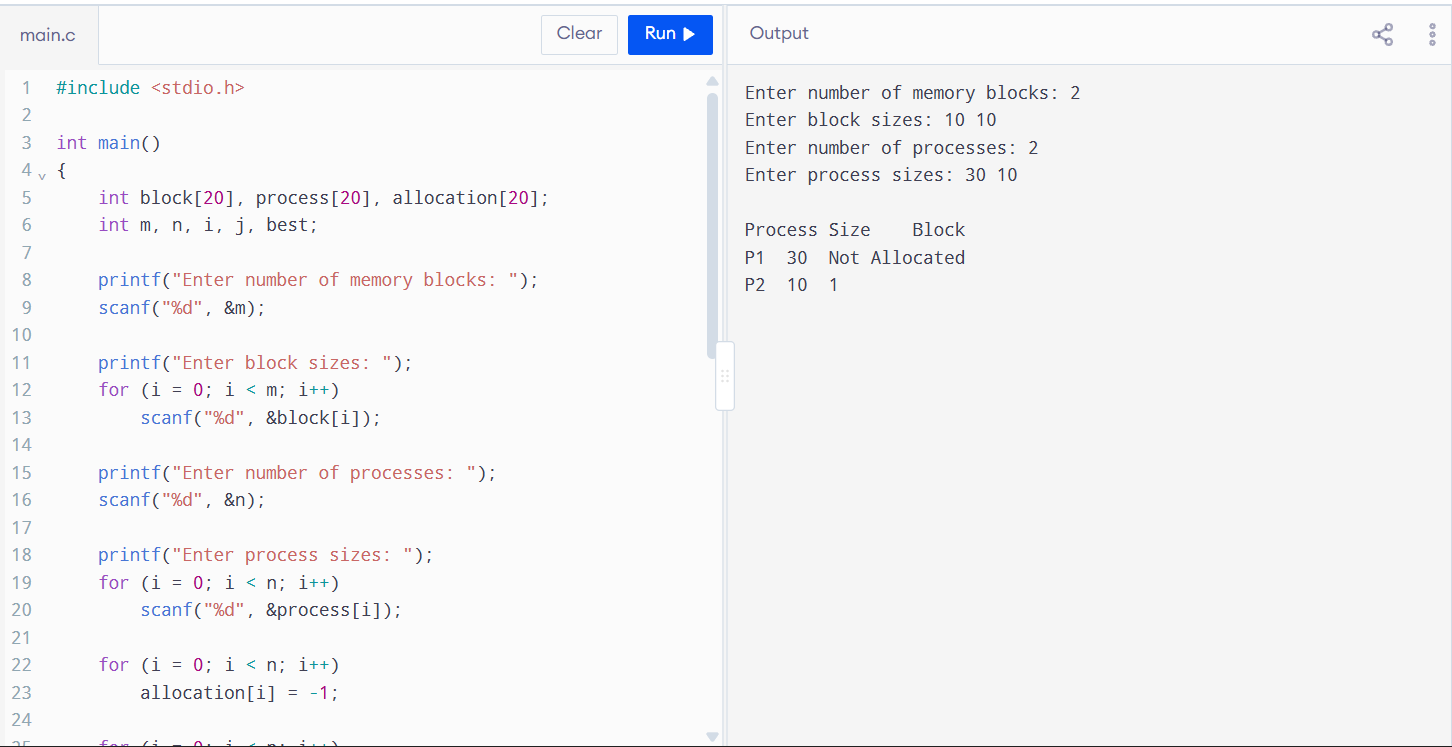 main.c
Clear
Run
Output
1 #include <stdio.h>
2
3 int main()
4 {
5     int block[20], process[20], allocation[20];
6     int m, n, i, j, best;
7
8     printf("Enter number of memory blocks: ");
9     scanf("%d", &m);
10
11     printf("Enter block sizes: ");
12     for (i = 0; i < m; i++)
13         scanf("%d", &block[i]);
14
15     printf("Enter number of processes: ");
16     scanf("%d", &n);
17
18     printf("Enter process sizes: ");
19     for (i = 0; i < n; i++)
20         scanf("%d", &process[i]);
21
22     for (i = 0; i < n; i++)
23         allocation[i] = -1;
24
25     for (i = 0; i < n; i++)
Enter number of memory blocks: 2
Enter block sizes: 10 10
Enter number of processes: 2
Enter process sizes: 30 10

Process Size    Block
P1  30  Not Allocated
P2  10  1